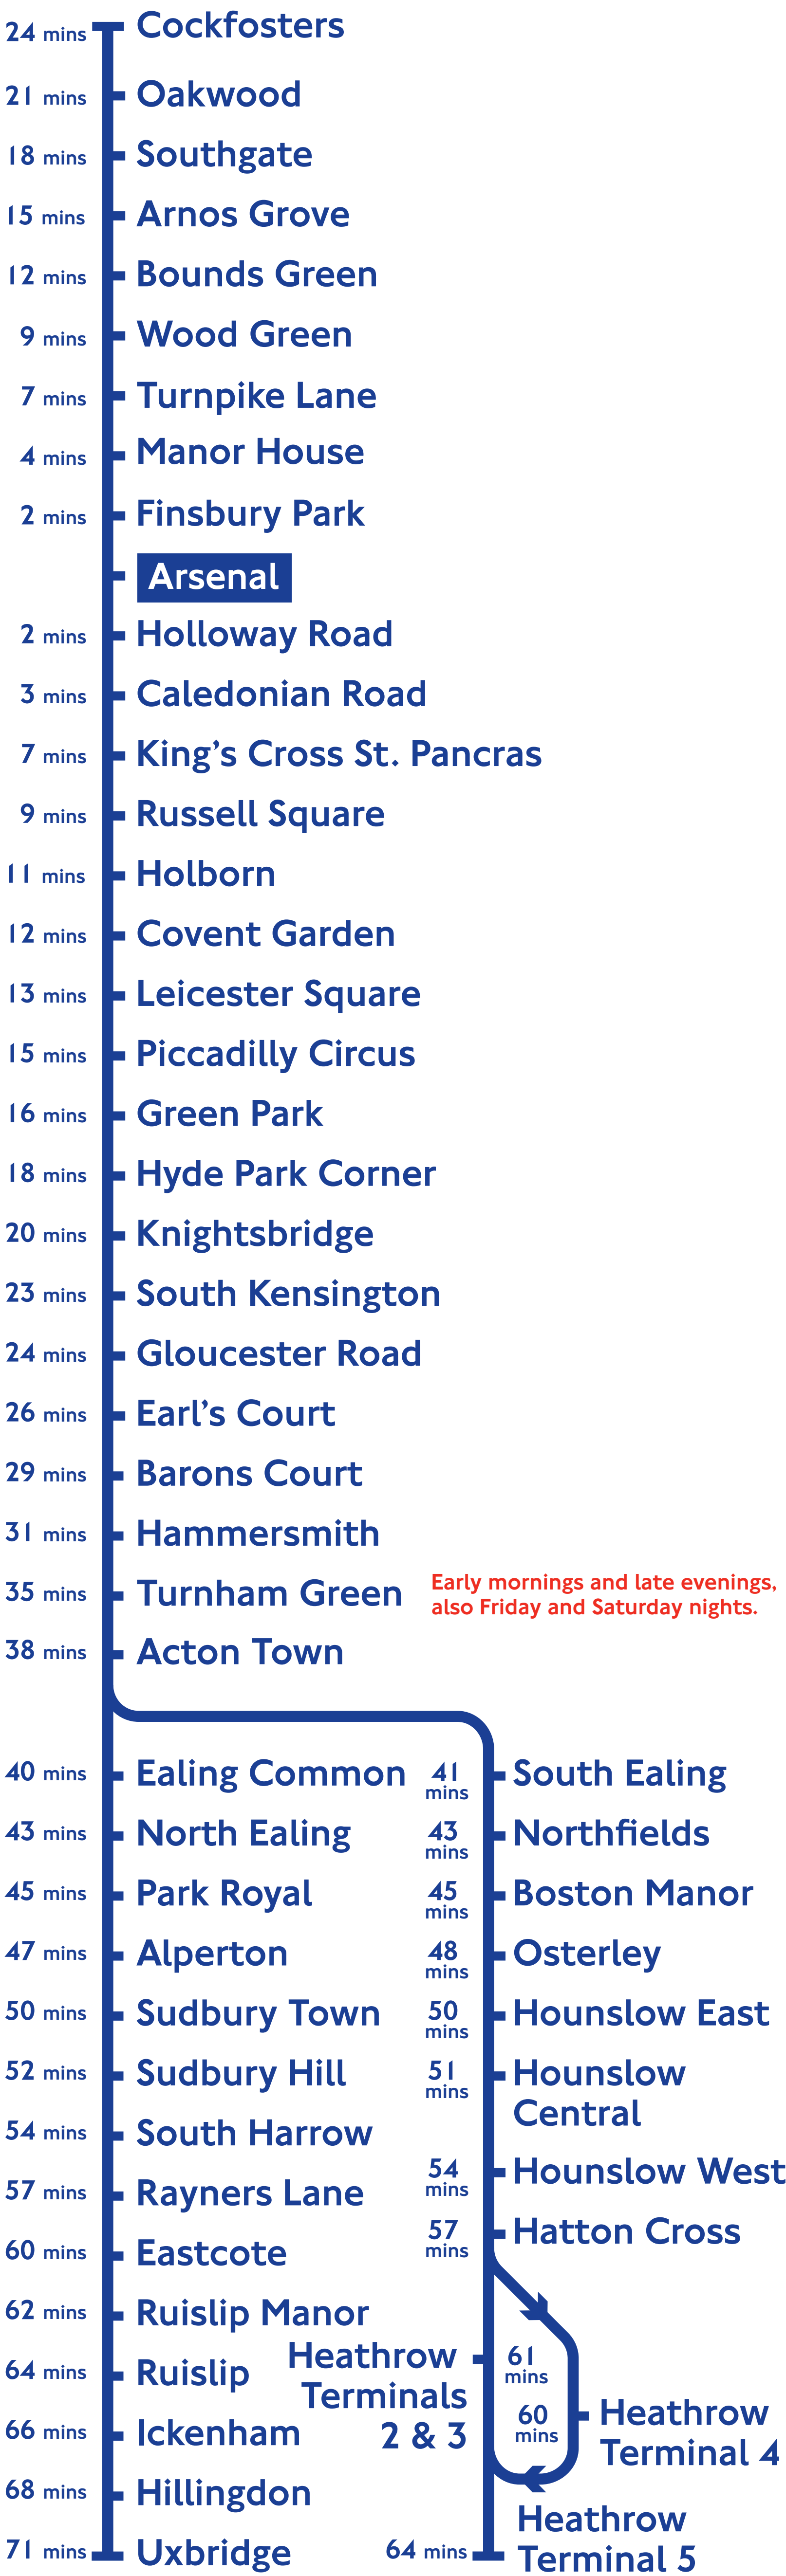 24 mins Cockfosters
21 mins Oakwood
18 mins Southgate
15 mins Arnos Grove
12 mins Bounds Green
9 mins Wood Green
7 mins Turnpike Lane
4 mins Manor House
2 mins Finsbury Park
Arsenal
2 mins Holloway Road
3 mins Caledonian Road
7 mins King's Cross St. Pancras
9 mins Russell Square
11 mins Holborn
12 mins Covent Garden
13 mins Leicester Square
15 mins Piccadilly Circus
16 mins Green Park
18 mins Hyde Park Corner
20 mins Knightsbridge
23 mins South Kensington
24 mins Gloucester Road
26 mins Earl's Court
29 mins Barons Court
31 mins Hammersmith
35 mins Turnham Green
Early mornings and late evenings,
also Friday and Saturday nights.
38 mins Acton Town
40 mins Ealing Common
43 mins North Ealing
45 mins Park Royal
47 mins Alperton
50 mins Sudbury Town
52 mins Sudbury Hill
54 mins South Harrow
57 mins Rayners Lane
60 mins Eastcote
62 mins Ruislip Manor
64 mins Ruislip
66 mins Ickenham
68 mins Hillingdon
71 mins Uxbridge
41 South Ealing
mins
43 Northfields
mins
45 Boston Manor
mins
48 Osterley
mins
50 Hounslow East
mins
51 Hounslow
mins
Central
54 Hounslow West
mins
57 Hatton Cross
mins
Heathrow 61
mins
Terminals
2 & 3
60 Heathrow
mins
Terminal 4
Heathrow
64 mins Terminal 5